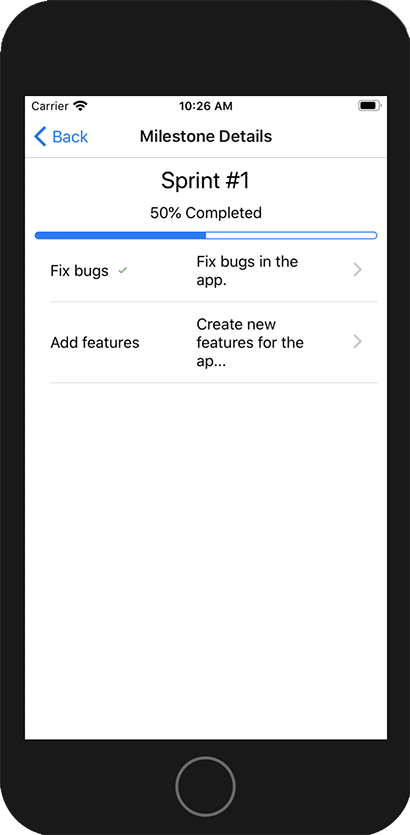 Carrier 10:26 AM
Back Milestone Details
Sprint #1
50% Completed
Fix bugs
Fix bugs in the
app.
Add features
Create new
features for the
ap...